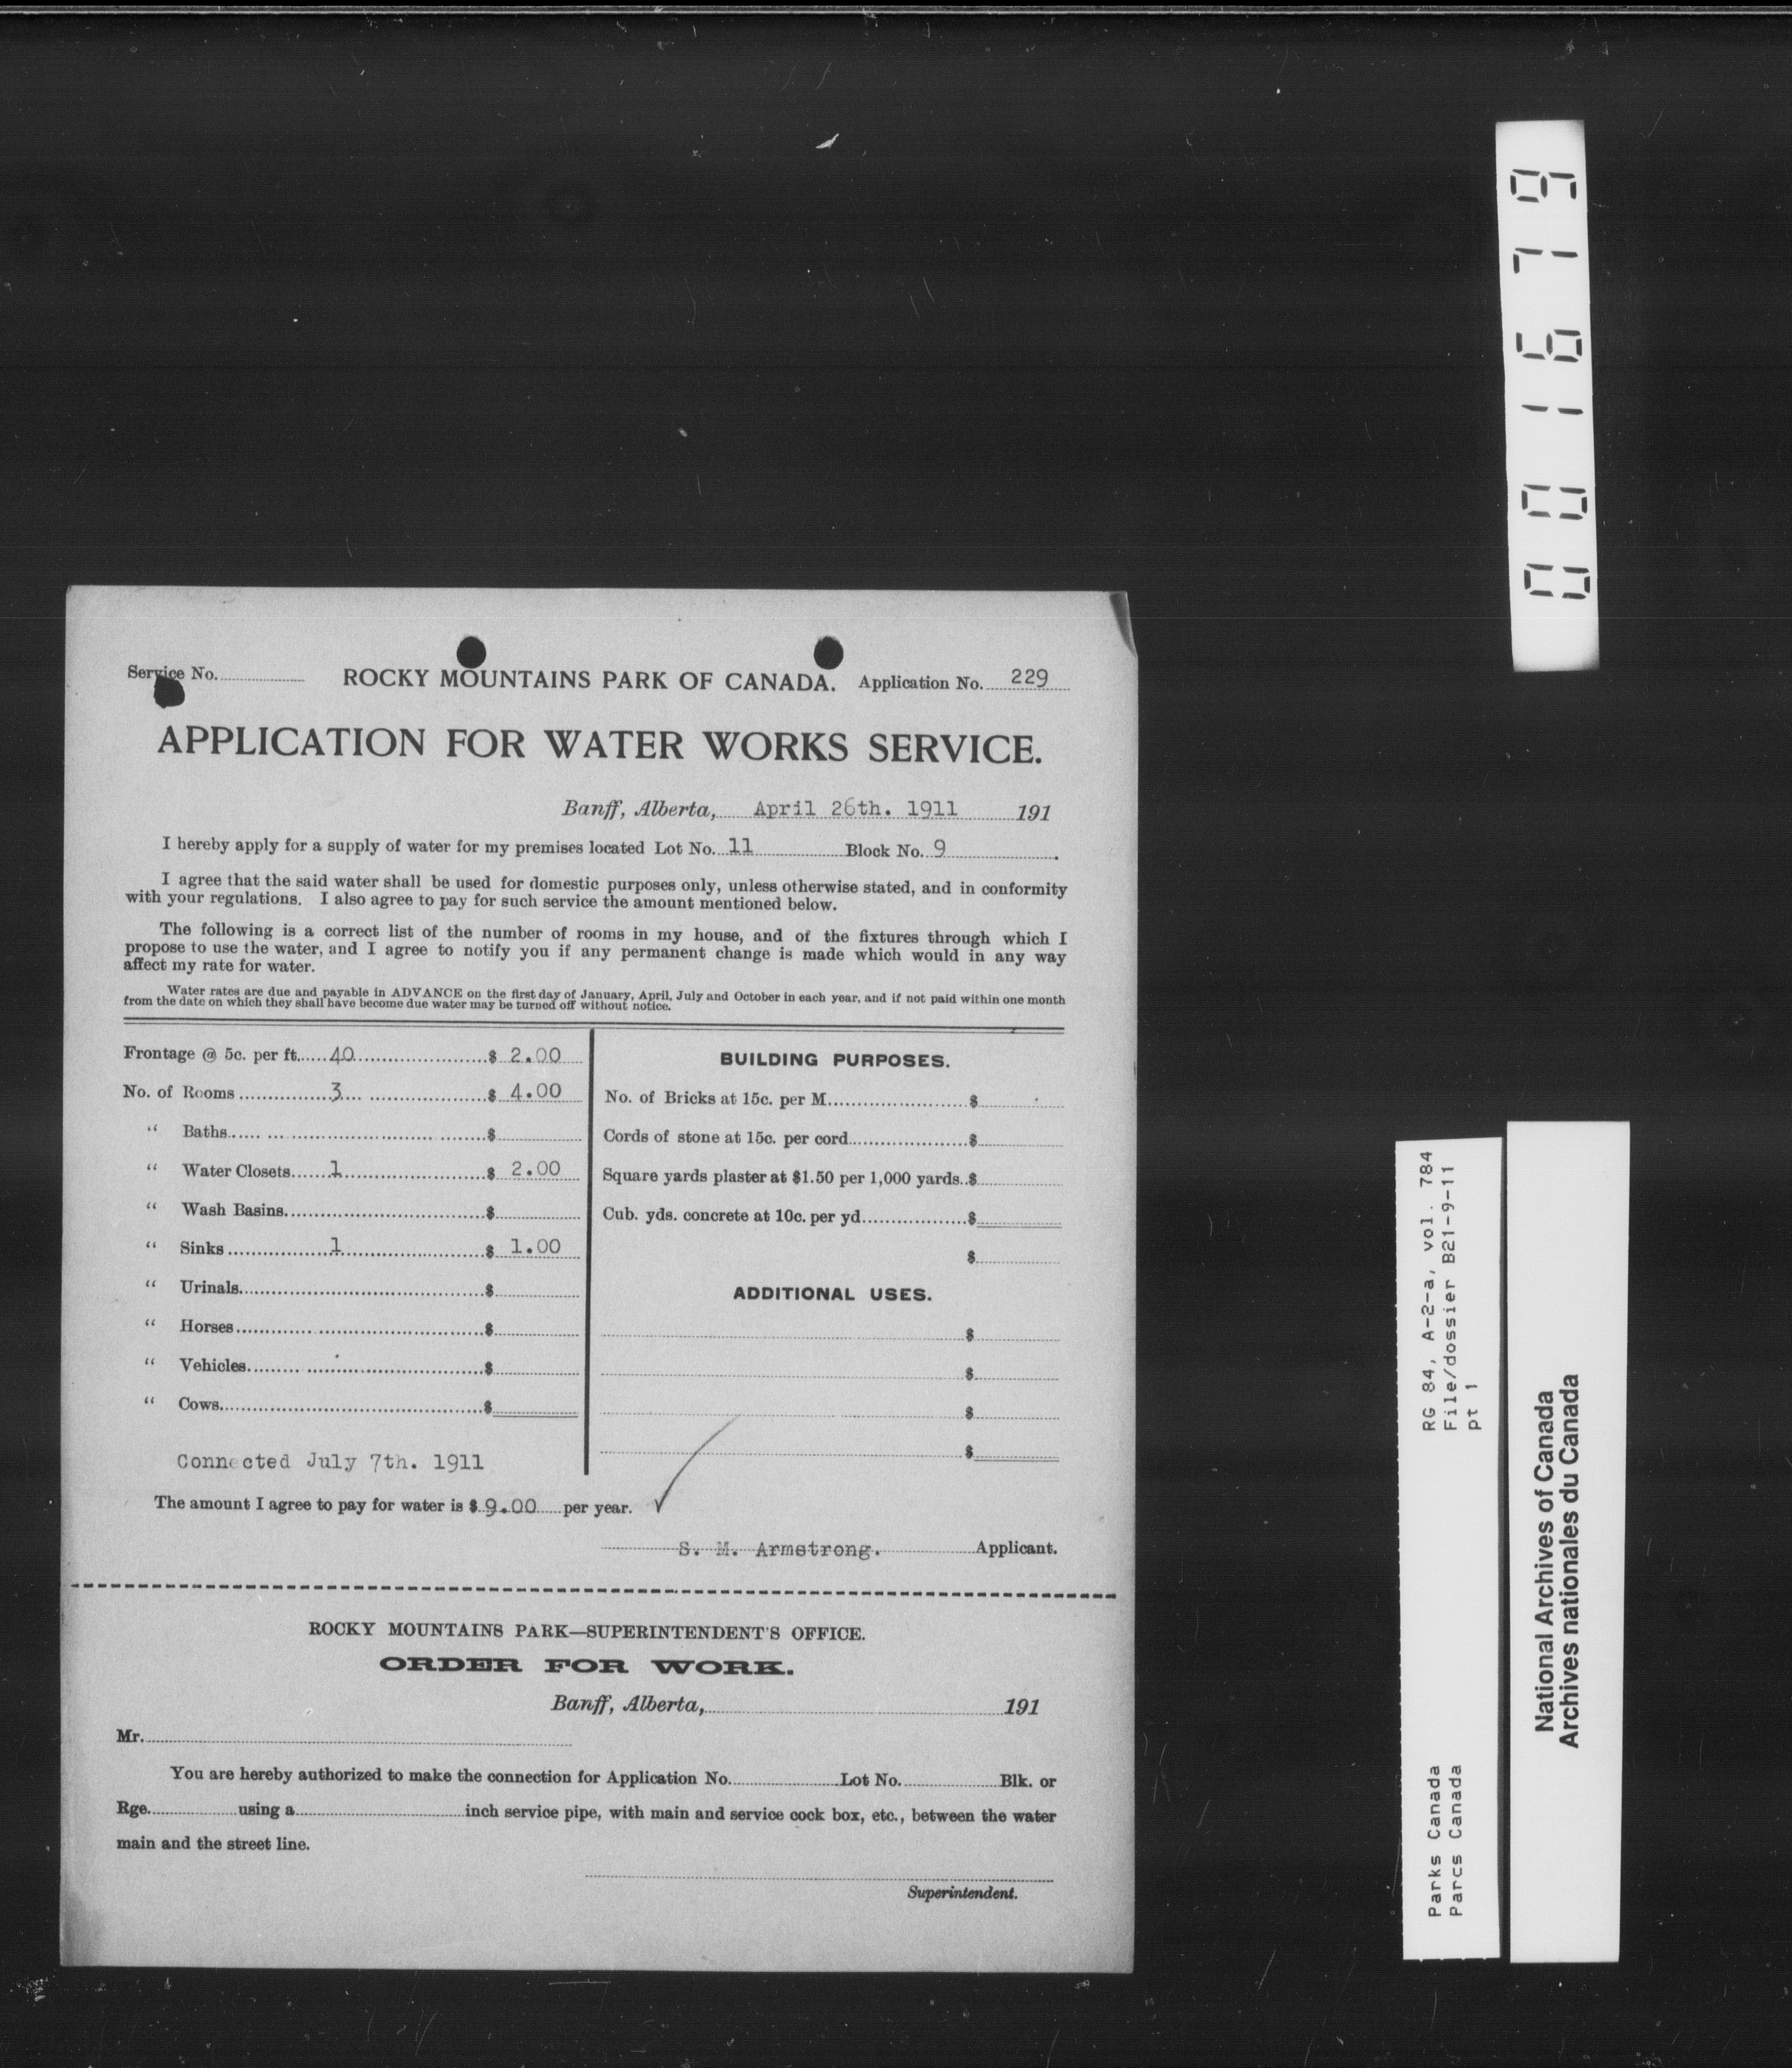 Service No.
ROCKY MOUNTAINS PARK OF CANADA. Application No. 229
APPLICATION FOR WATER WORKS SERVICE.
Banff, Alberta, April 26th. 1911 191
I hereby apply for a supply of water for my premises located Lot No. 11 Block No. 9.
I agree that the said water shall be used for domestic purposes only, unless otherwise stated, and in conformity
with your regulations. I also agree to pay for such service the amount mentioned below.
The following is a correct list of the number of rooms in my house, and of the fixtures through which I
propose to use the water, and I agree to notify you if any permanent change is made which would in any way
affect my rate for water.
Water rates are due and payable in ADVANCE on the first day of January, April, July and October in each year, and if not paid within one month
from the date on which they shall have become due water may be turned off without notice.
Frontage @ 5c. per ft. 40 $ 2.00
No. of Rooms 3 $ 4.00
" Baths $
" Water Closets 1 $ 2.00
" Wash Basins $
" Sinks 1 $ 1.00
" Urinals $
" Horses $
" Vehicles $
" Cows $
BUILDING PURPOSES.
No. of Bricks at 15c. per M $
Cords of stone at 15c. per cord $
Square yards plaster at $1.50 per 1,000 yards $
Cub. yds. concrete at 10c. per yd $
$
ADDITIONAL USES.
$
$
$
$
Connected July 7th. 1911
The amount I agree to pay for water is $ 9.00 per year.
S. M. Armstrong. Applicant.
ROCKY MOUNTAINS PARK—SUPERINTENDENT'S OFFICE.
ORDER FOR WORK.
Banff, Alberta, 191
Mr.
You are hereby authorized to make the connection for Application No. Lot No. Blk. or
Rge. using a inch service pipe, with main and service cock box, etc., between the water
main and the street line.
Superintendent.
001679
RG 84, A-2-a, vol. 784
File/dossier B21-9-11
pt 1
Parks Canada
Parcs Canada
National Archives of Canada
Archives nationales du Canada